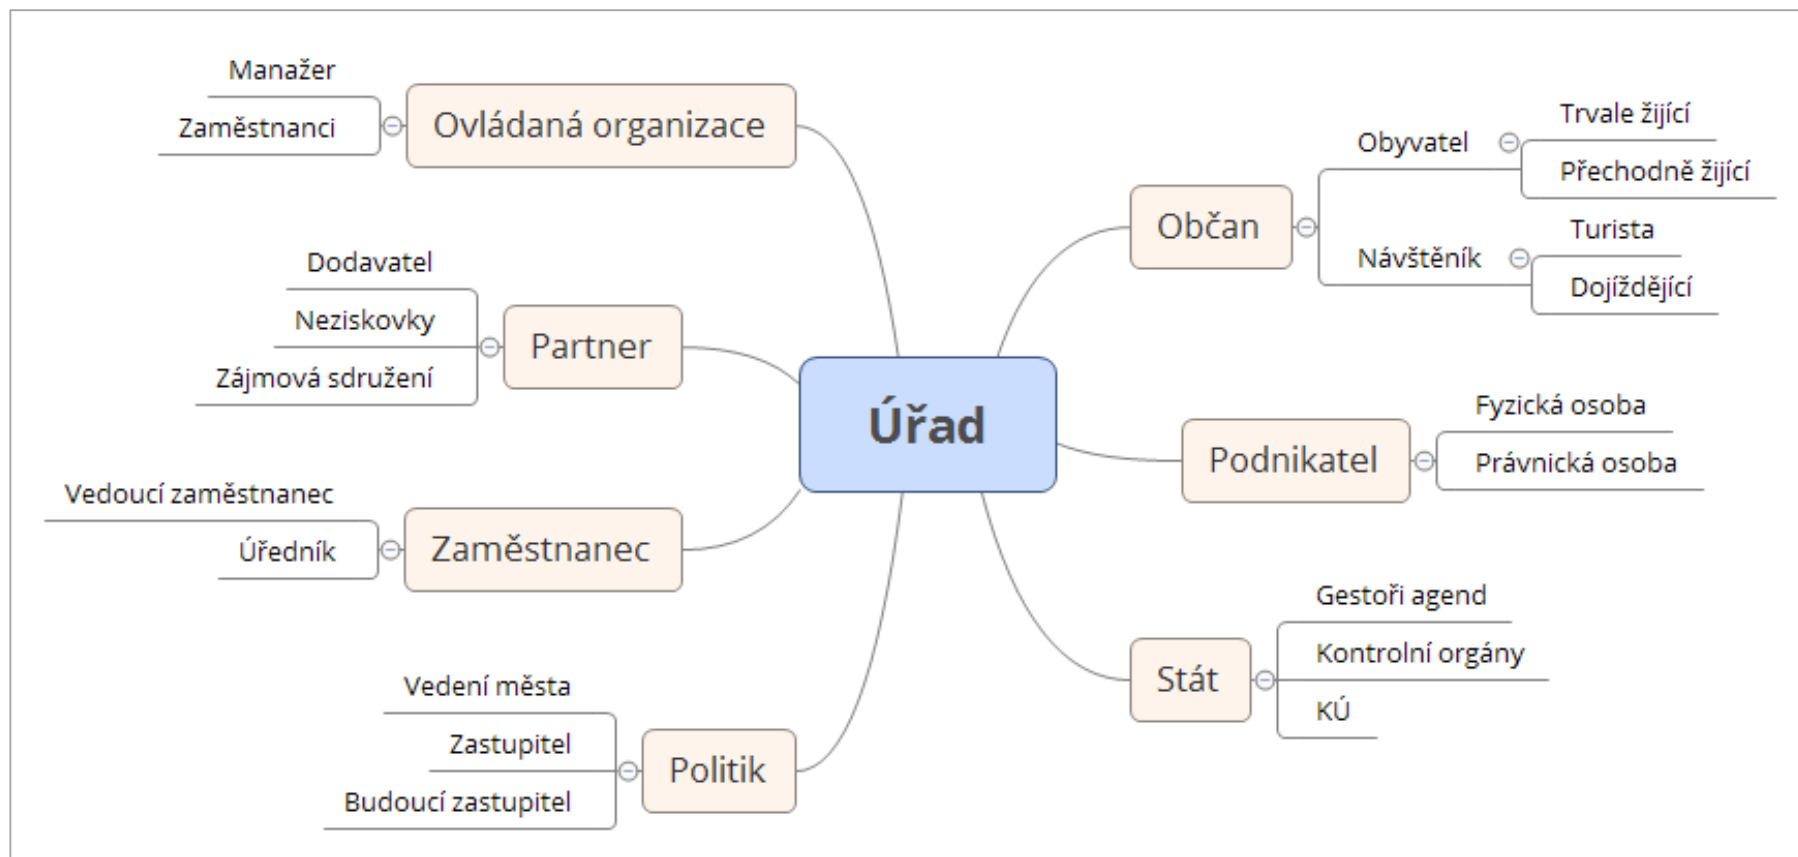 Manažer
Zaměstnanci
Ovládaná organizace
Dodavatel
Neziskovky
Zájmová sdružení
Partner
Vedoucí zaměstnanec
Úředník
Zaměstnanec
Vedení města
Zastupitel
Budoucí zastupitel
Politik
Úřad
Občan
Obyvatel
Trvale žijící
Přechodně žijící
Návštěník
Turista
Dojíždějící
Podnikatel
Fyzická osoba
Právnická osoba
Stát
Gestoři agend
Kontrolní orgány
KÚ